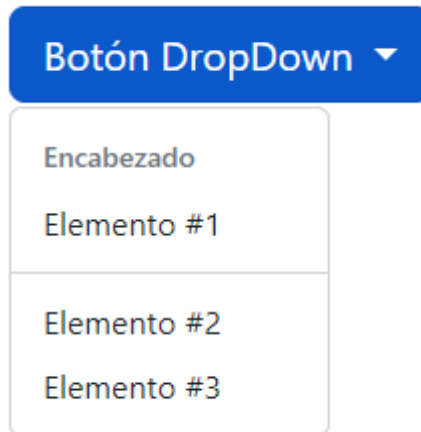 Botón DropDown
Encabezado
Elemento #1
Elemento #2
Elemento #3